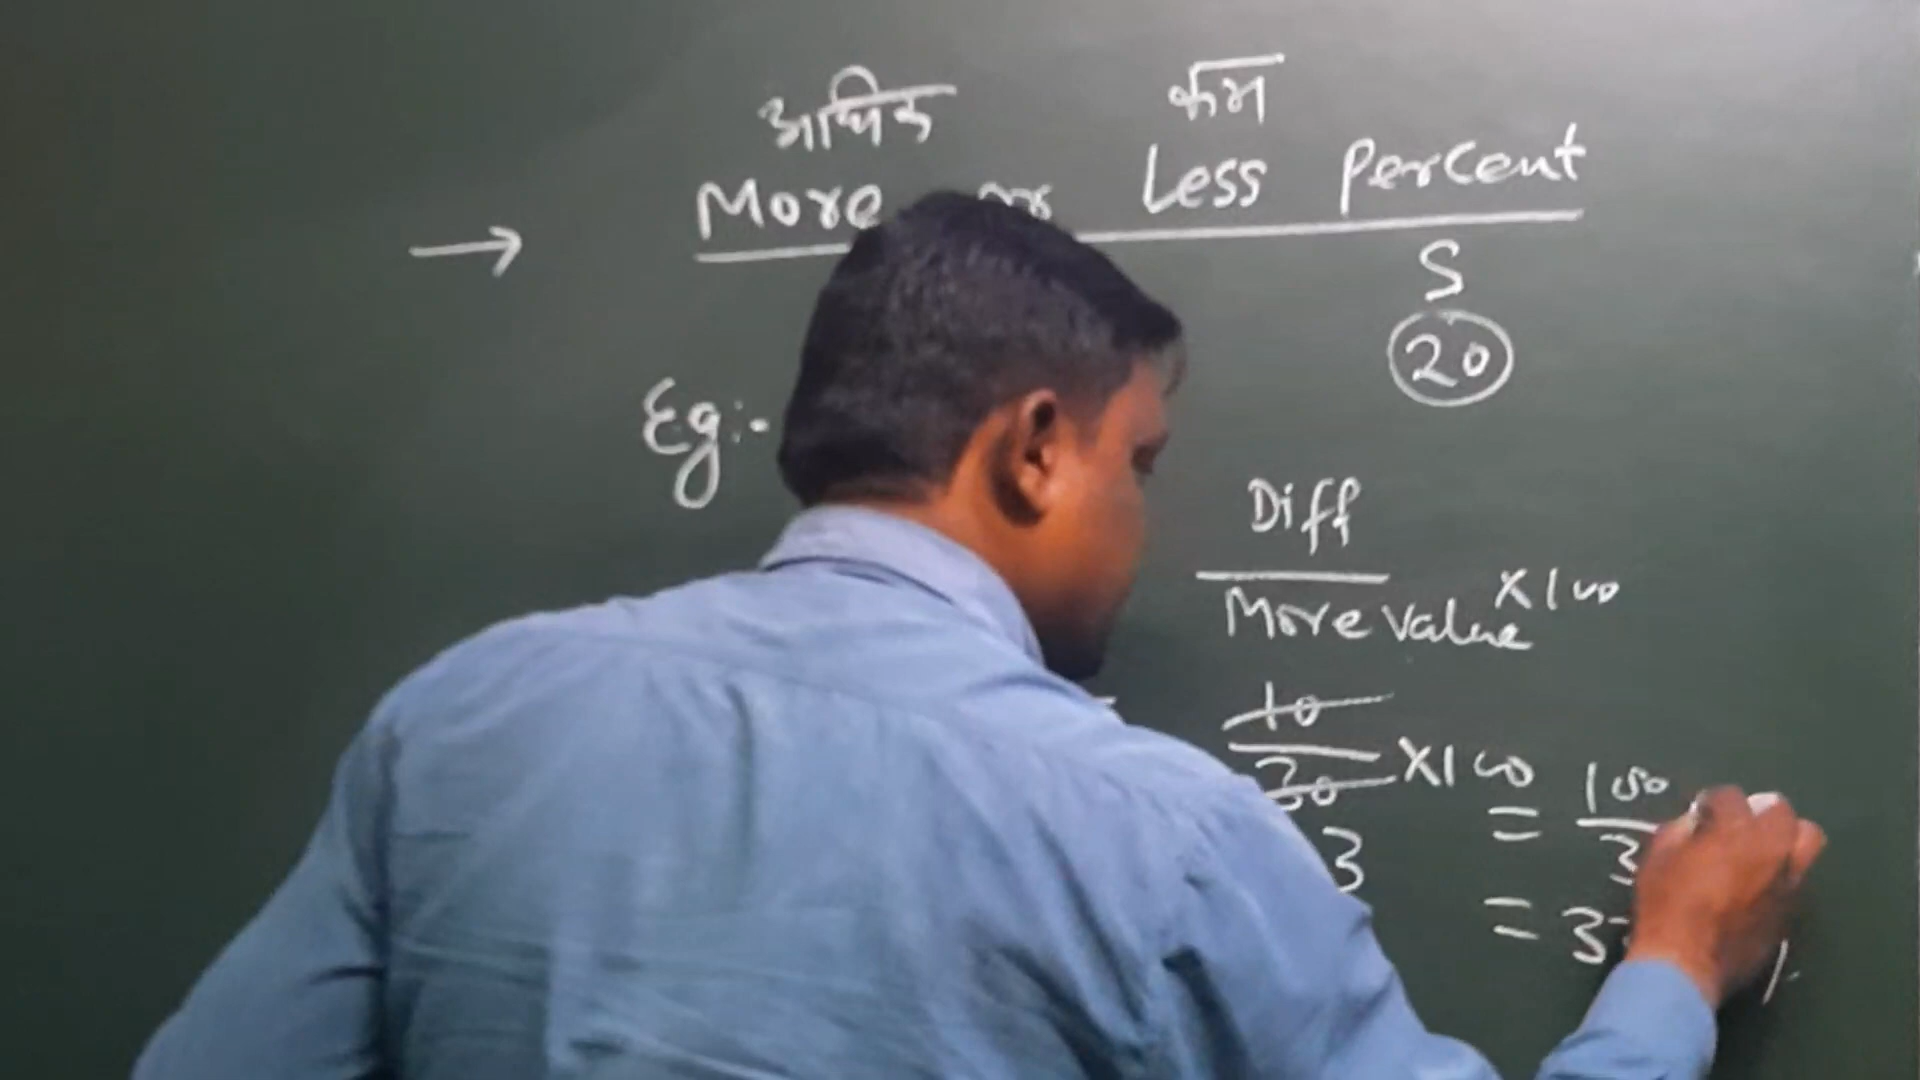 अधिक कम
More or Less Percent
→ S
20
Eg:-
Diff
More value ×100
10
30 ×100 = 100
3 3
= 33